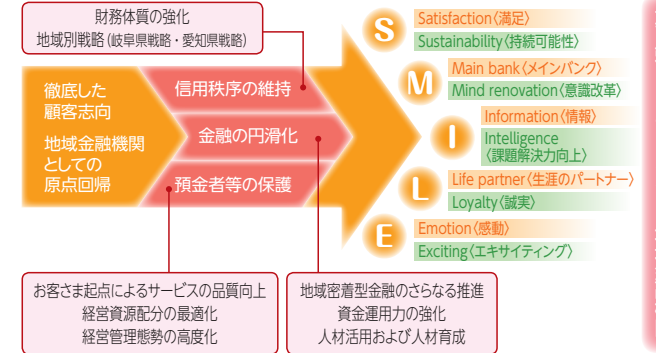 財務体質の強化
地域別戦略(岐阜県戦略・愛知県戦略)
徹底した
顧客志向
地域金融機関
としての
原点回帰
信用秩序の維持
金融の円滑化
預金者等の保護
お客さま起点によるサービスの品質向上
経営資源配分の最適化
経営管理態勢の高度化
地域密着型金融のさらなる推進
資金運用力の強化
人材活用および人材育成
S
Satisfaction〈満足〉
Sustainability〈持続可能性〉
M
Main bank〈メインバンク〉
Mind renovation〈意識改革〉
I
Information〈情報〉
Intelligence
〈課題解決力向上〉
L
Life partner〈生涯のパートナー〉
Loyalty〈誠実〉
E
Emotion〈感動〉
Exciting〈エキサイティング〉